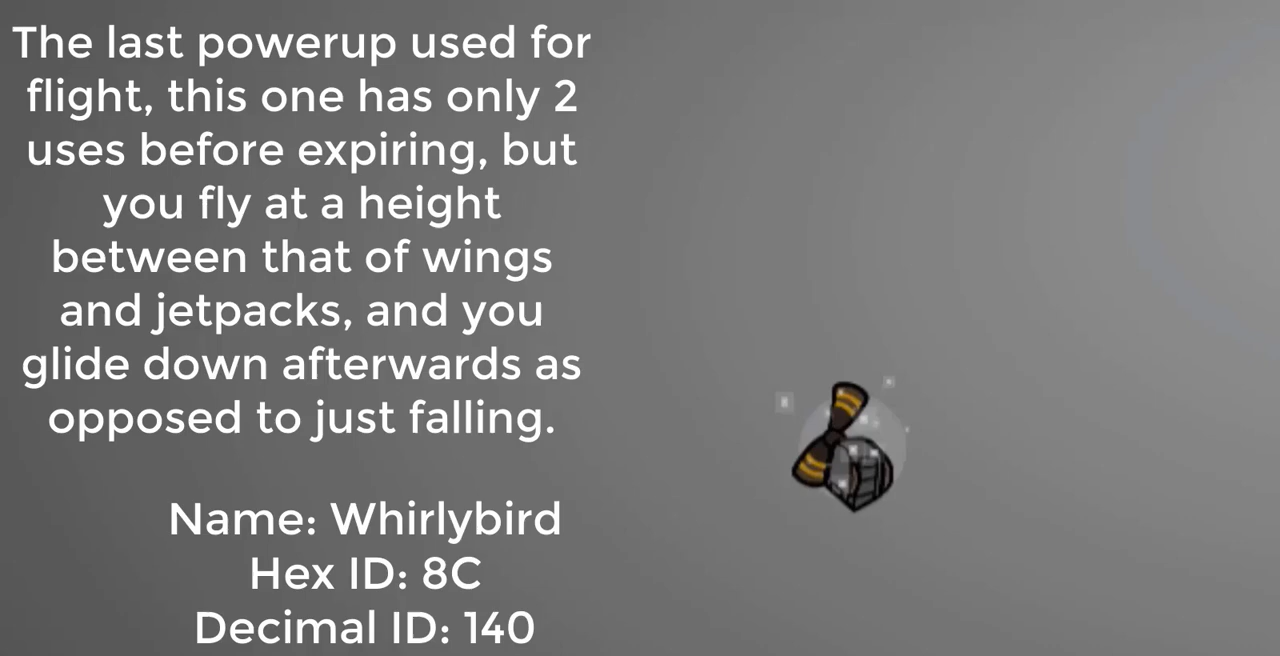 The last powerup used for
flight, this one has only 2
uses before expiring, but
you fly at a height
between that of wings
and jetpacks, and you
glide down afterwards as
opposed to just falling.
Name: Whirlybird
Hex ID: 8C
Decimal ID: 140